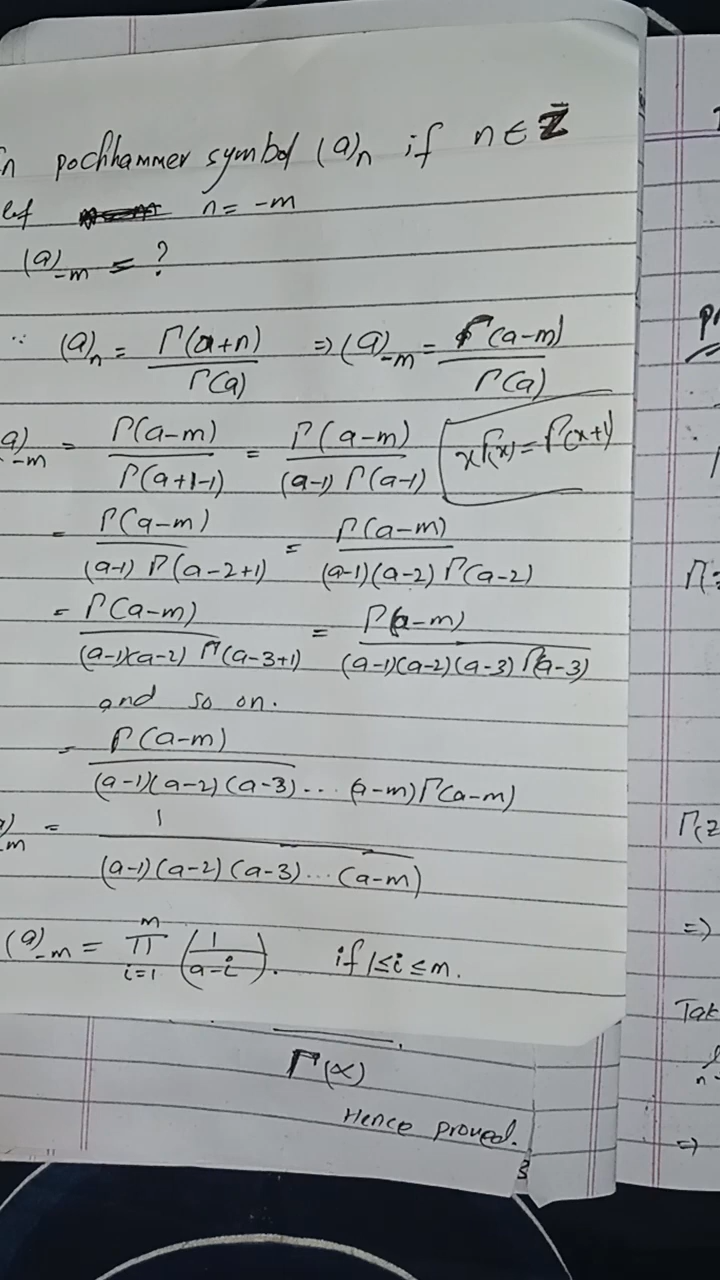 pochhammer symbol (a)ₙ if n ∈ Z
let n = -m
(a)₋ₘ = ?
∵ (a)ₙ = Γ(a+n)/Γ(a) ⇒ (a)₋ₘ = Γ(a-m)/Γ(a)
a)₋ₘ = Γ(a-m)/Γ(a+1-1) = Γ(a-m)/(a-1) Γ(a-1) xΓ(x) = Γ(x+1)
= Γ(a-m)/(a-1) Γ(a-2+1) = Γ(a-m)/(a-1)(a-2) Γ(a-2)
= Γ(a-m)/(a-1)(a-2) Γ(a-3+1) = Γ(a-m)/(a-1)(a-2)(a-3) Γ(a-3)
and so on.
= Γ(a-m)/(a-1)(a-2)(a-3)... (a-m)Γ(a-m)
)₋ₘ = 1/(a-1)(a-2)(a-3)...(a-m)
(a)₋ₘ = ∏ᵢ₌₁ᵐ (1/(a-i)). if 1≤i≤m.
Γ(∝)
Hence proved.
3
Γ(z
⇒)
Tak
n-
⇒)